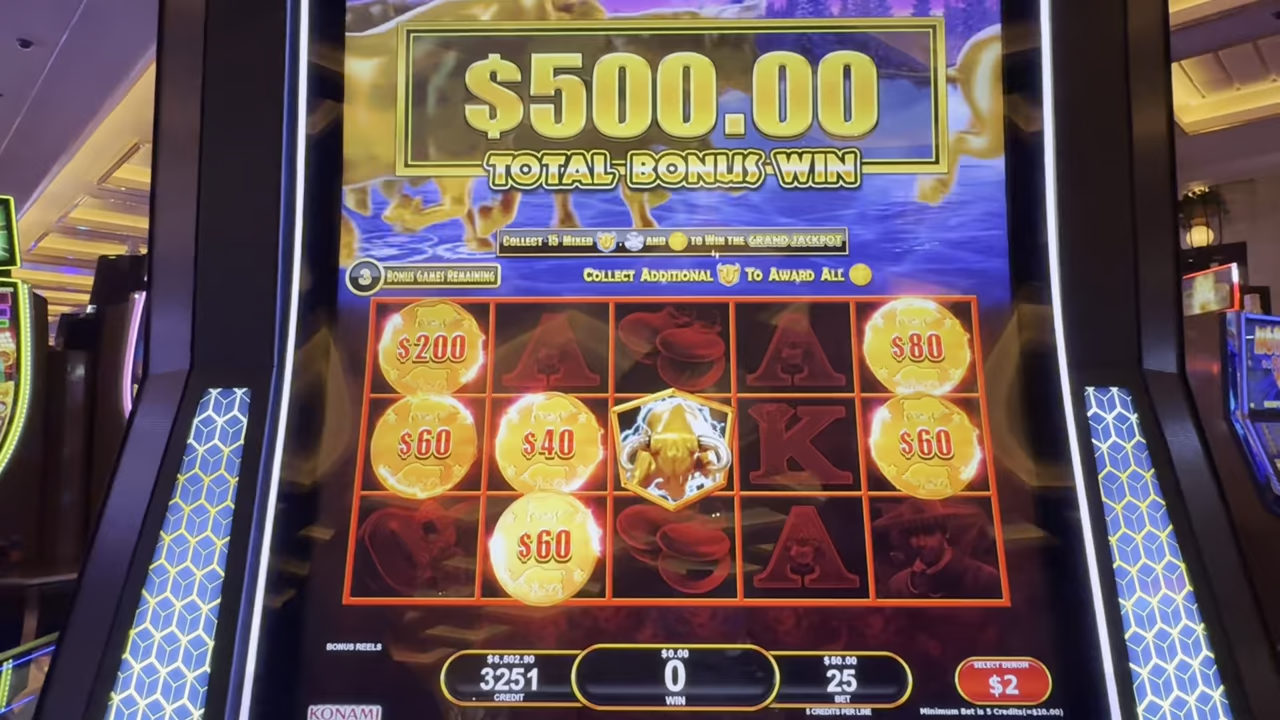 $500.00
TOTAL BONUS WIN
COLLECT 15 MIXED , AND TO WIN THE GRAND JACKPOT
3 BONUS GAMES REMAINING
COLLECT ADDITIONAL TO AWARD ALL
$200 A A $80
$60 $40 K $60
$60 A
BONUS REELS
$6,502.90 $0.00 $50.00
3251 0 25
CREDIT WIN BET
5 CREDITS PER LINE
SELECT DENOM
$2
KONAMI
Minimum Bet is 5 Credits(=$10.00)